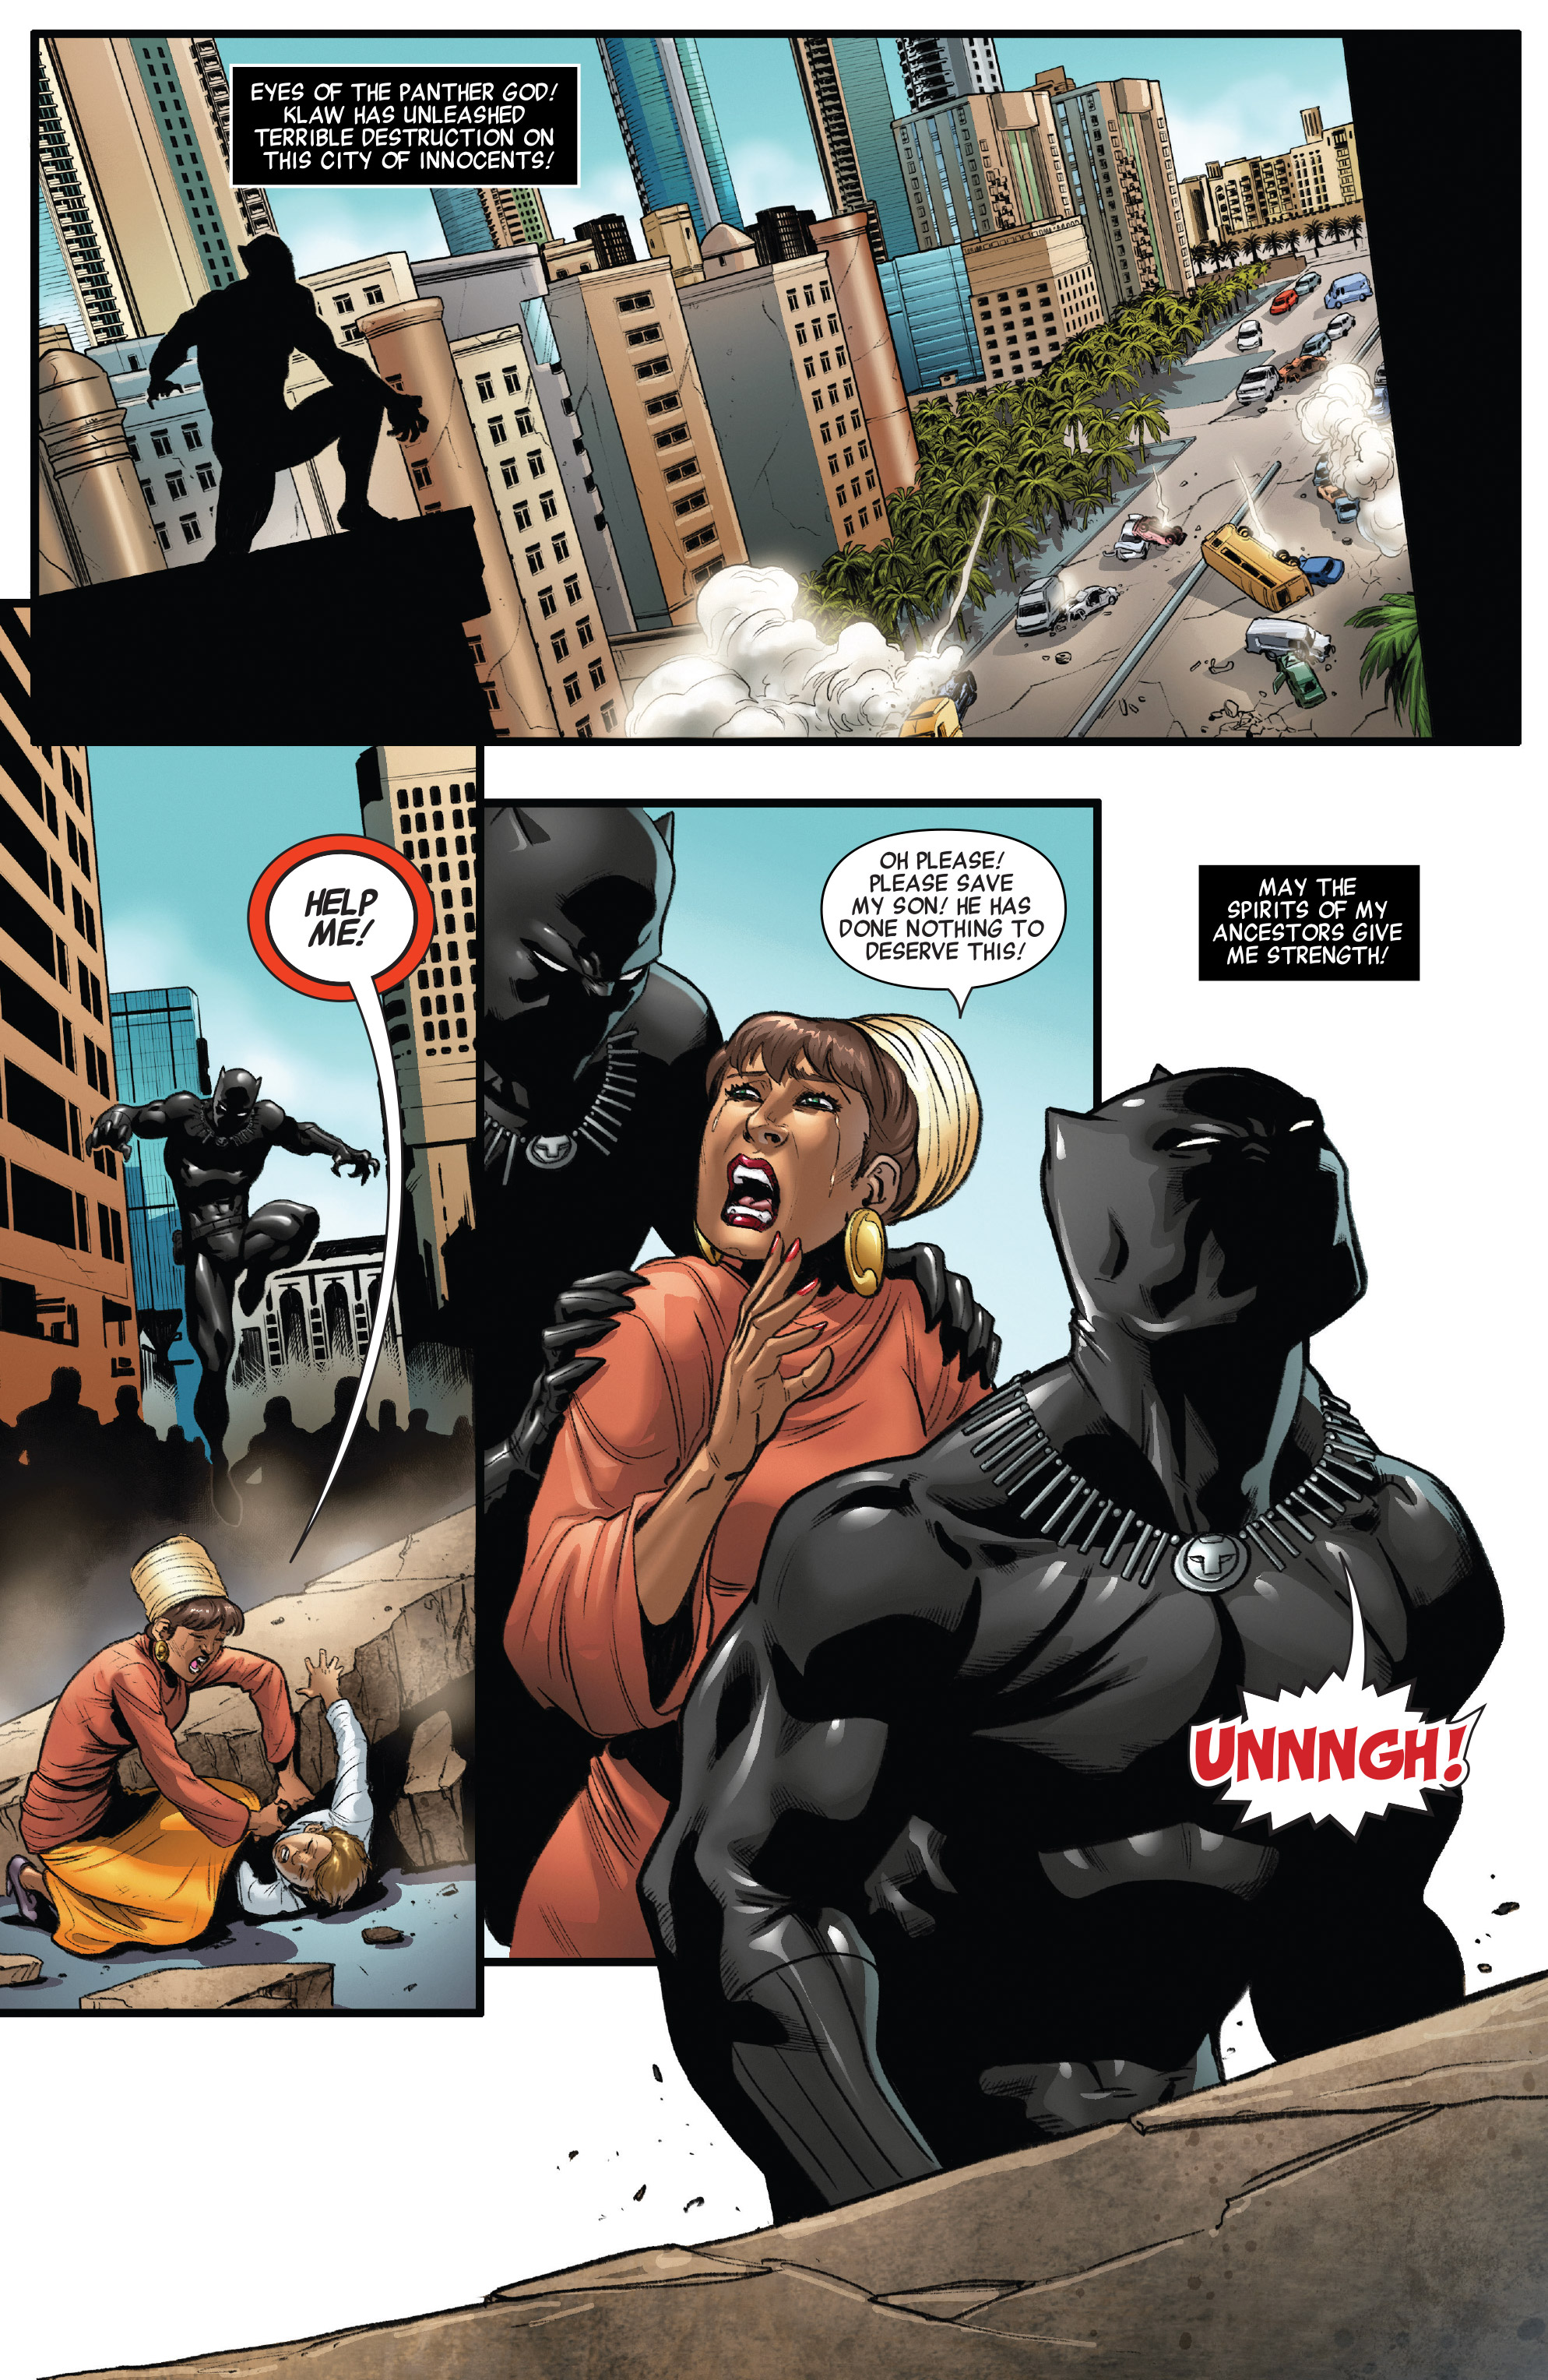 EYES OF THE PANTHER GOD!
KLAW HAS UNLEASHED
TERRIBLE DESTRUCTION ON
THIS CITY OF INNOCENTS!
HELP
ME!
OH PLEASE!
PLEASE SAVE
MY SON! HE HAS
DONE NOTHING TO
DESERVE THIS!
MAY THE
SPIRITS OF MY
ANCESTORS GIVE
ME STRENGTH!
UNNNGH!